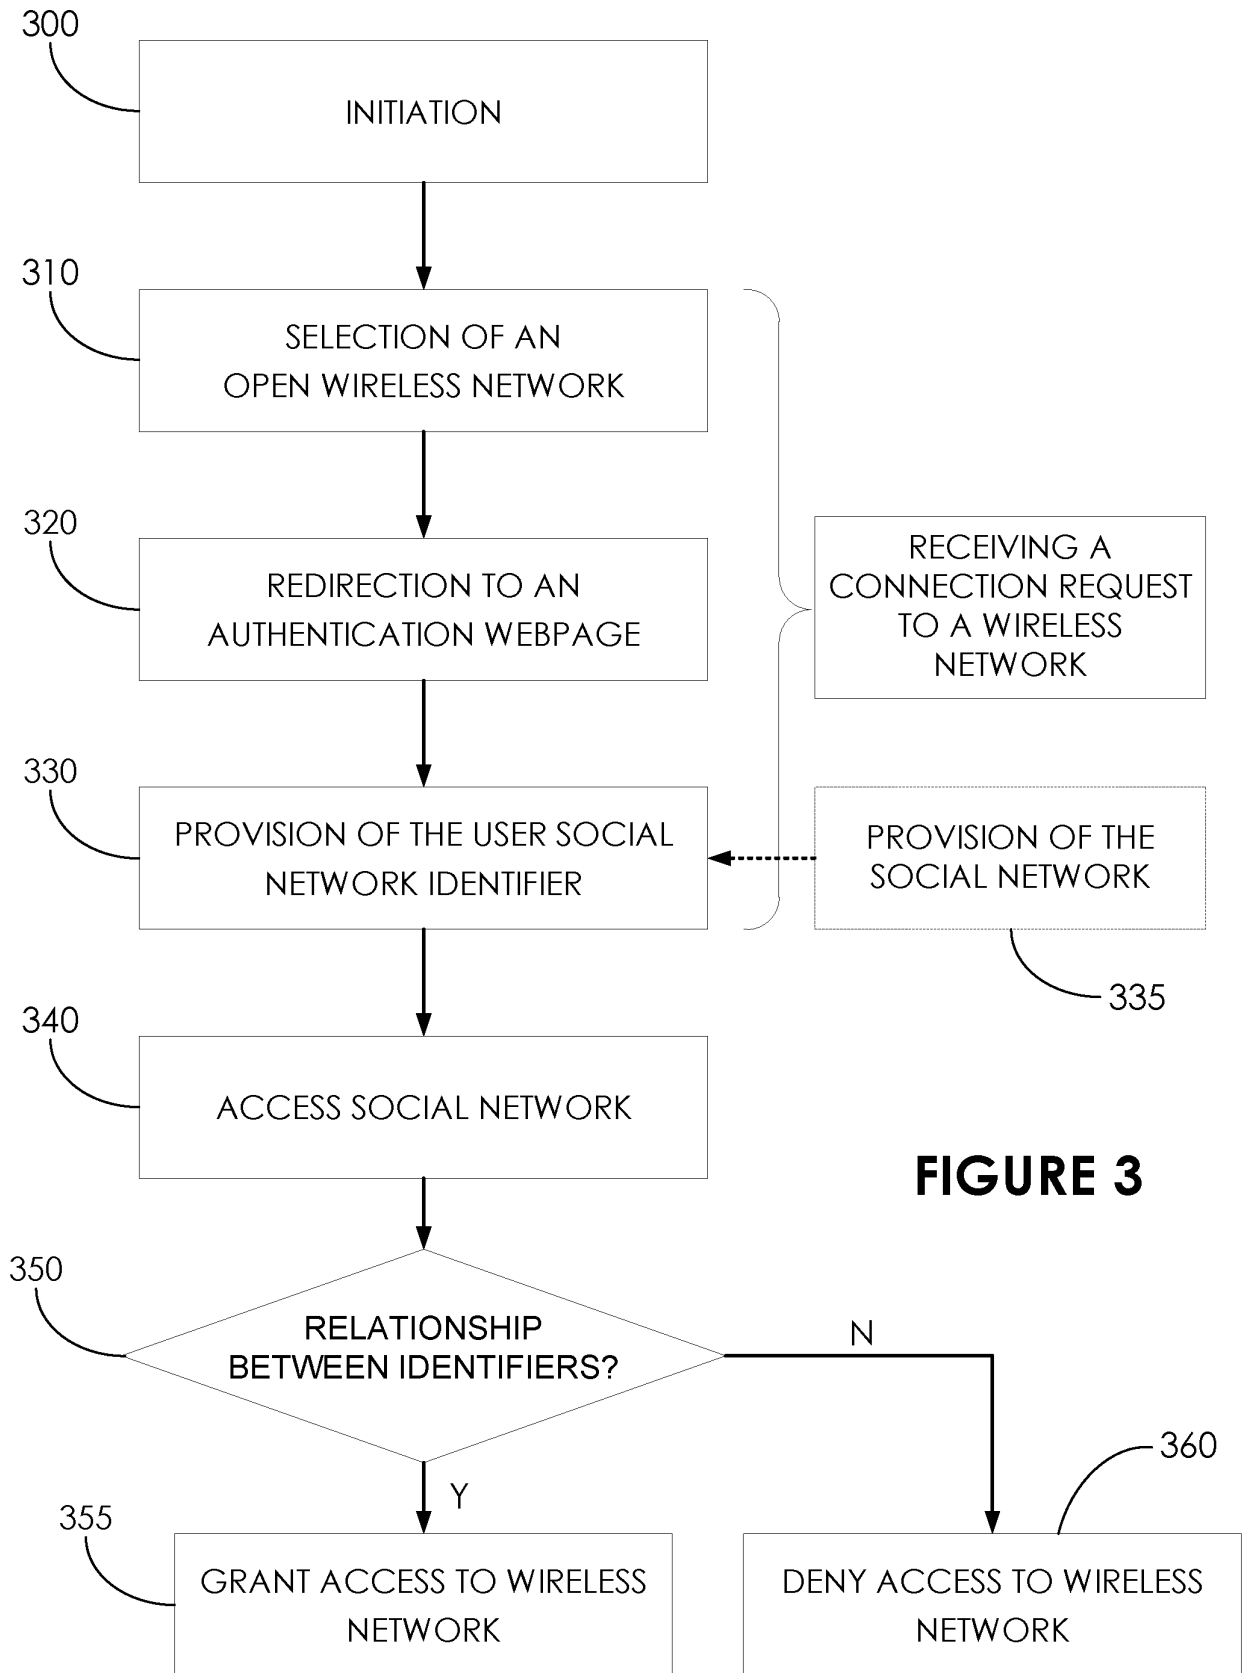 300
INITIATION
310
SELECTION OF AN
OPEN WIRELESS NETWORK
320
REDIRECTION TO AN
AUTHENTICATION WEBPAGE
RECEIVING A
CONNECTION REQUEST
TO A WIRELESS
NETWORK
330
PROVISION OF THE USER SOCIAL
NETWORK IDENTIFIER
PROVISION OF THE
SOCIAL NETWORK
335
340
ACCESS SOCIAL NETWORK
FIGURE 3
350
RELATIONSHIP
BETWEEN IDENTIFIERS?
N
Y
360
355
GRANT ACCESS TO WIRELESS
NETWORK
DENY ACCESS TO WIRELESS
NETWORK